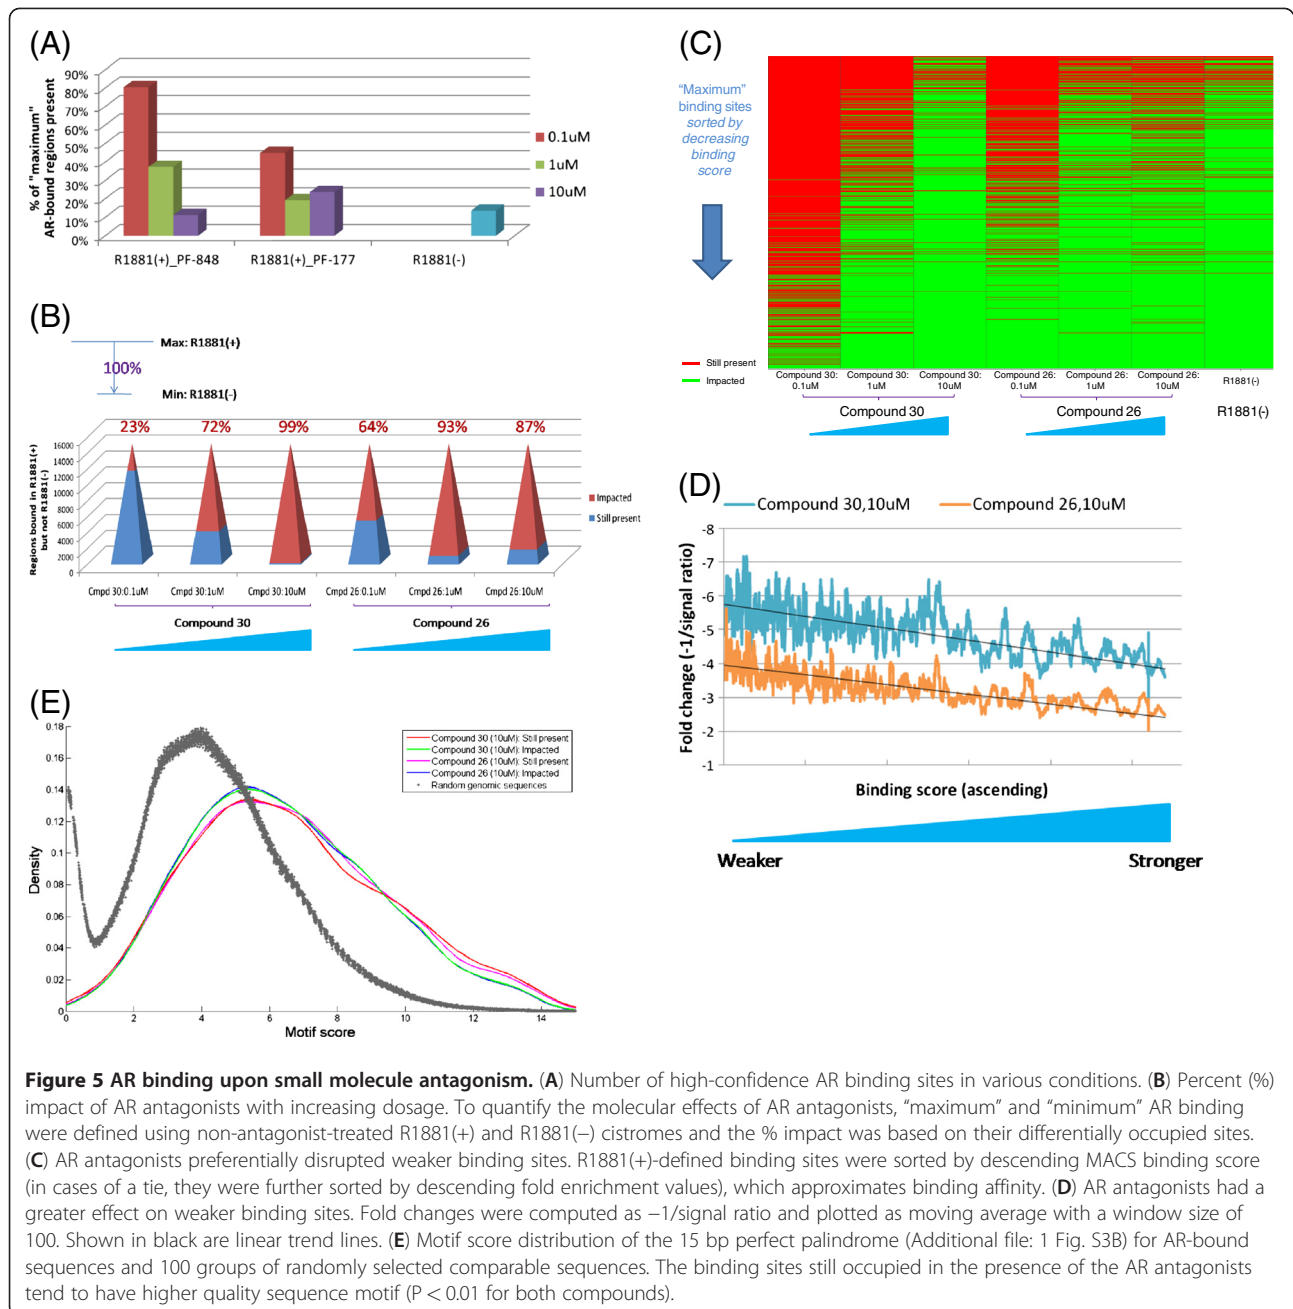 (A)
% of "maximum"
AR-bound regions present
90%
80%
70%
60%
50%
40%
30%
20%
10%
0%
R1881(+)_PF-848
R1881(+)_PF-177
R1881(-)
0.1uM
1uM
10uM
(B)
Max: R1881(+)
100%
Min: R1881(-)
23%
72%
99%
64%
93%
87%
Regions bound in R1881(+)
but not R1881(-)
16000
14000
12000
10000
8000
6000
4000
2000
0
Impacted
Still present
Cmpd 30:0.1uM
Cmpd 30:1uM
Cmpd 30:10uM
Cmpd 26:0.1uM
Cmpd 26:1uM
Cmpd 26:10uM
Compound 30
Compound 26
(C)
"Maximum"
binding sites
sorted by
decreasing
binding
score
Still present
Impacted
Compound 30:
0.1uM
Compound 30:
1uM
Compound 30:
10uM
Compound 26:
0.1uM
Compound 26:
1uM
Compound 26:
10uM
R1881(-)
Compound 30
Compound 26
R1881(-)
(D)
Compound 30,10uM
Compound 26,10uM
Fold change (-1/signal ratio)
-8
-7
-6
-5
-4
-3
-2
-1
Binding score (ascending)
Weaker
Stronger
(E)
Density
0.18
0.16
0.14
0.12
0.1
0.08
0.06
0.04
0.02
0
0
2
4
6
8
10
12
14
Motif score
Compound 30 (10uM): Still present
Compound 30 (10uM): Impacted
Compound 26 (10uM): Still present
Compound 26 (10uM): Impacted
Random genomic sequences
Figure 5 AR binding upon small molecule antagonism. (A) Number of high-confidence AR binding sites in various conditions. (B) Percent (%)
impact of AR antagonists with increasing dosage. To quantify the molecular effects of AR antagonists, “maximum” and “minimum” AR binding
were defined using non-antagonist-treated R1881(+) and R1881(−) cistromes and the % impact was based on their differentially occupied sites.
(C) AR antagonists preferentially disrupted weaker binding sites. R1881(+)-defined binding sites were sorted by descending MACS binding score
(in cases of a tie, they were further sorted by descending fold enrichment values), which approximates binding affinity. (D) AR antagonists had a
greater effect on weaker binding sites. Fold changes were computed as −1/signal ratio and plotted as moving average with a window size of
100. Shown in black are linear trend lines. (E) Motif score distribution of the 15 bp perfect palindrome (Additional file: 1 Fig. S3B) for AR-bound
sequences and 100 groups of randomly selected comparable sequences. The binding sites still occupied in the presence of the AR antagonists
tend to have higher quality sequence motif (P < 0.01 for both compounds).